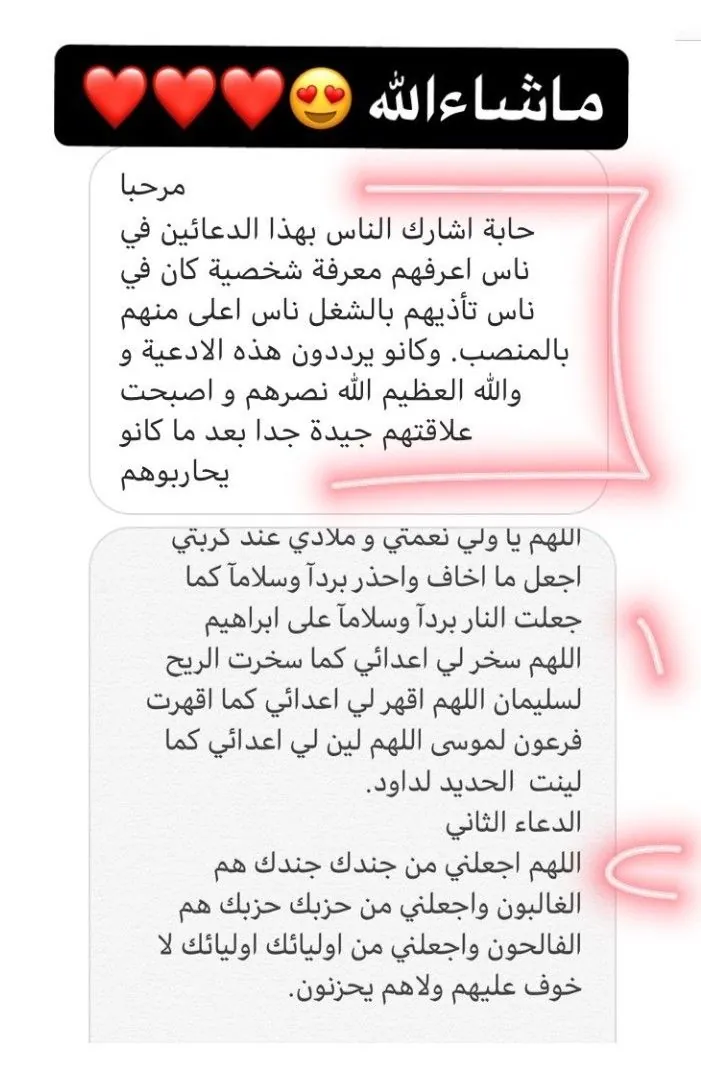 ماشاءالله 😍❤️❤️❤️
مرحبا
حابة اشارك الناس بهذا الدعائين في
ناس اعرفهم معرفة شخصية كان في
ناس تأذيهم بالشغل ناس اعلى منهم
بالمنصب. وكانو يرددون هذه الادعية و
والله العظيم الله نصرهم و اصبحت
علاقتهم جيدة جدا بعد ما كانو
يحاربوهم
اللهم يا ولي نعمتي و ملاذي عند كربتي
اجعل ما اخاف واحذر بردآ وسلامآ كما
جعلت النار بردآ وسلامآ على ابراهيم
١
اللهم سخر لي اعدائي كما سخرت الريح
لسليمان اللهم اقهر لي اعدائي كما اقهرت
فرعون لموسى اللهم لين لي اعدائي كما
لينت الحديد لداود.
الدعاء الثاني
اللهم اجعلني من جندك جندك هم
الغالبون واجعلني من حزبك حزبك هم
الفالحون واجعلني من اوليائك اوليائك لا
خوف عليهم ولاهم يحزنون.